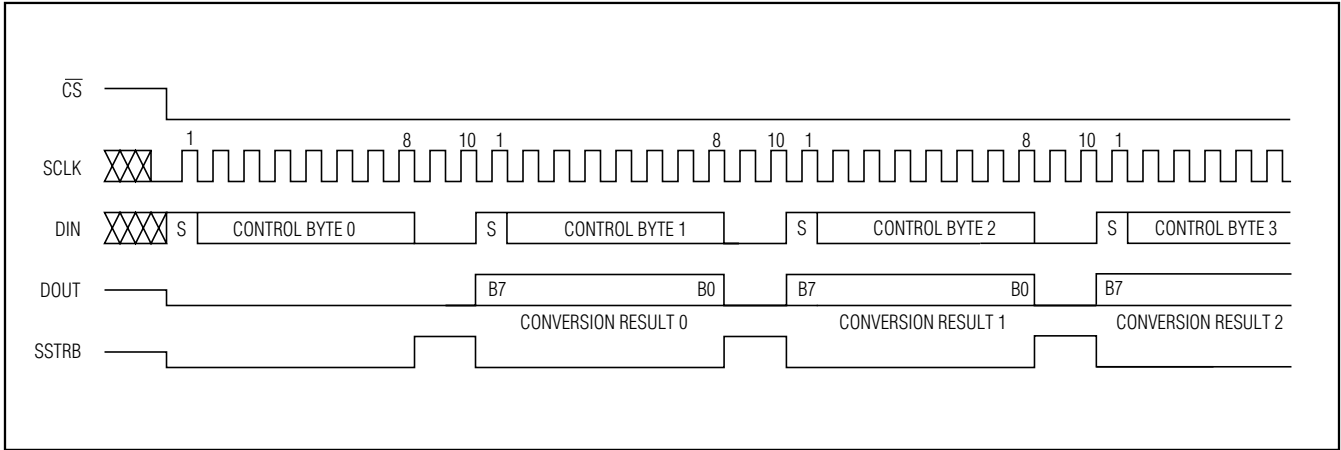 C̅S̅
1 8 10 1 8 10 1 8 10 1
SCLK
DIN S CONTROL BYTE 0 S CONTROL BYTE 1 S CONTROL BYTE 2 S CONTROL BYTE 3
DOUT B7 B0 B7 B0 B7
CONVERSION RESULT 0 CONVERSION RESULT 1 CONVERSION RESULT 2
SSTRB